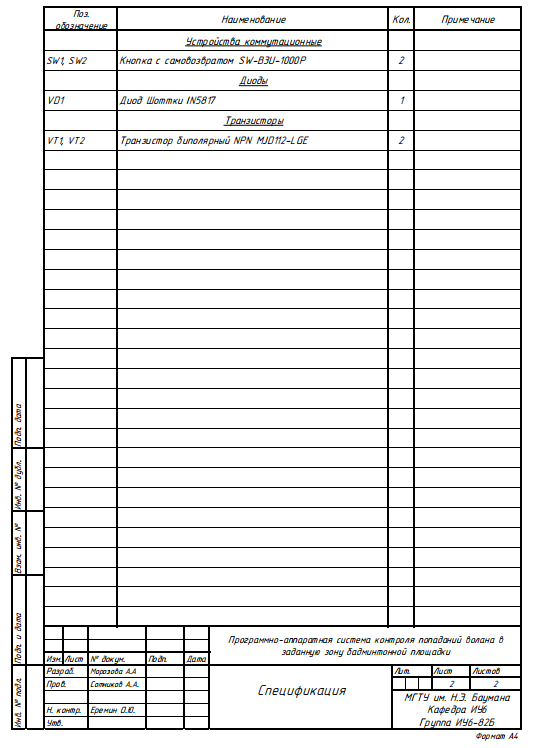 Поз. обозначение Наименование Кол. Примечание
Устройства коммутационные
SW1, SW2 Кнопка с самовозвратом SW-B3U-1000P 2
Диоды
VD1 Диод Шоттки IN5817 1
Транзисторы
VT1, VT2 Транзистор биполярный NPN MJD112-LGE 2
Подп. дата
Инв. № дубл.
Взам. инв. №
Подп. и дата
Инв. № подл.
Программно-аппаратная система контроля попаданий волана в
заданную зону бадминтонной площадки
Изм. Лист № докум. Подп. Дата
Разраб. Морозова А.А
Пров. Сотников А.А.
Н. контр. Еремин О.Ю.
Утв.
Спецификация
Лит. Лист Листов
2 2
МГТУ им. Н.Э. Баумана
Кафедра ИУ6
Группа ИУ6-82Б
Формат А4